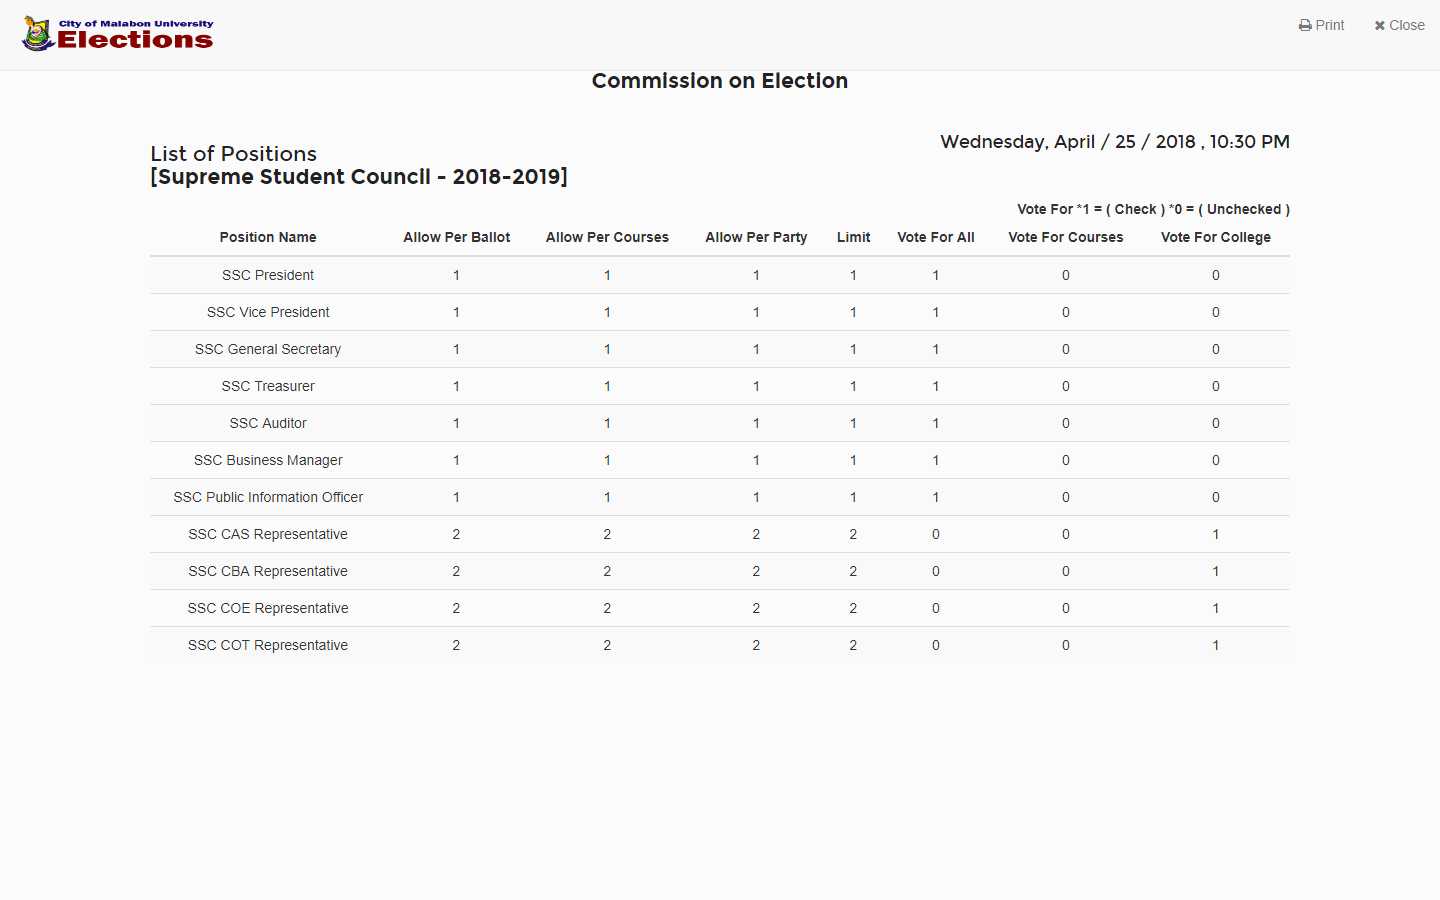 City of Malabon University
Elections
Print
Close
Commission on Election
Wednesday, April / 25 / 2018 , 10:30 PM
List of Positions
[Supreme Student Council - 2018-2019]
Vote For *1 = ( Check ) *0 = ( Unchecked )
Position Name Allow Per Ballot Allow Per Courses Allow Per Party Limit Vote For All Vote For Courses Vote For College
SSC President 1 1 1 1 1 0 0
SSC Vice President 1 1 1 1 1 0 0
SSC General Secretary 1 1 1 1 1 0 0
SSC Treasurer 1 1 1 1 1 0 0
SSC Auditor 1 1 1 1 1 0 0
SSC Business Manager 1 1 1 1 1 0 0
SSC Public Information Officer 1 1 1 1 1 0 0
SSC CAS Representative 2 2 2 2 0 0 1
SSC CBA Representative 2 2 2 2 0 0 1
SSC COE Representative 2 2 2 2 0 0 1
SSC COT Representative 2 2 2 2 0 0 1